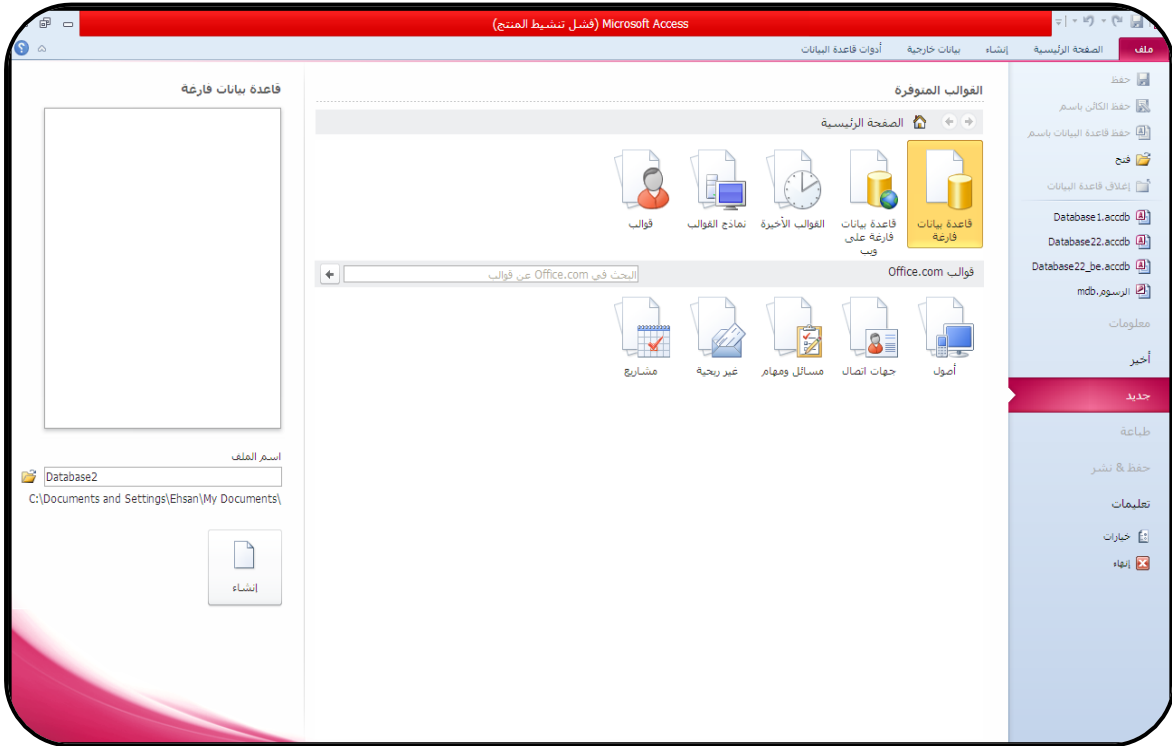 Microsoft Access (فشل تنشيط المنتج)
ملف
الصفحة الرئيسية
إنشاء
بيانات خارجية
أدوات قاعدة البيانات
حفظ
حفظ الكائن باسم
حفظ قاعدة البيانات باسم
فتح
إغلاق قاعدة البيانات
Database1.accdb
Database22.accdb
Database22_be.accdb
الرسوم.mdb
معلومات
أخير
جديد
طباعة
حفظ & نشر
تعليمات
خيارات
إنهاء
القوالب المتوفرة
الصفحة الرئيسية
قاعدة بيانات
فارغة
قاعدة بيانات
فارغة على
ويب
القوالب الأخيرة
نماذج القوالب
قوالب
قوالب Office.com
البحث في Office.com عن قوالب
أصول
جهات اتصال
مسائل ومهام
غير ربحية
مشاريع
قاعدة بيانات فارغة
اسم الملف
Database2
C:\Documents and Settings\Ehsan\My Documents\
إنشاء